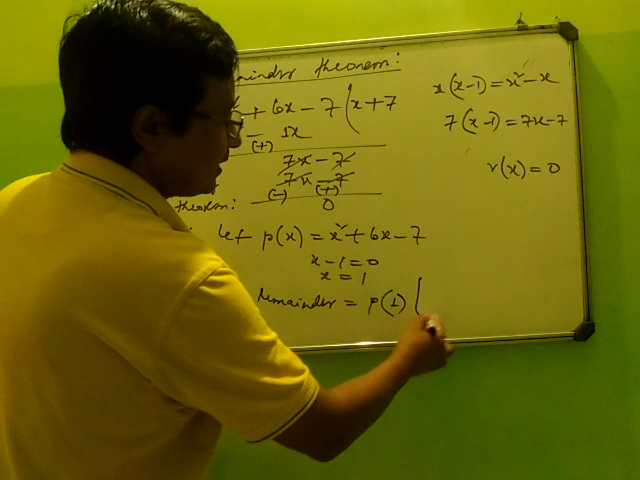 theorem:
+ 6x - 7 ( x + 7
- 1x
(+)
7x - 7
7x - 7
(-) (+)
0
theorem:
Let p(x) = x² + 6x - 7
x - 1 = 0
x = 1
Remainder = p(1)
x(x-1) = x² - x
7(x-1) = 7x - 7
r(x) = 0